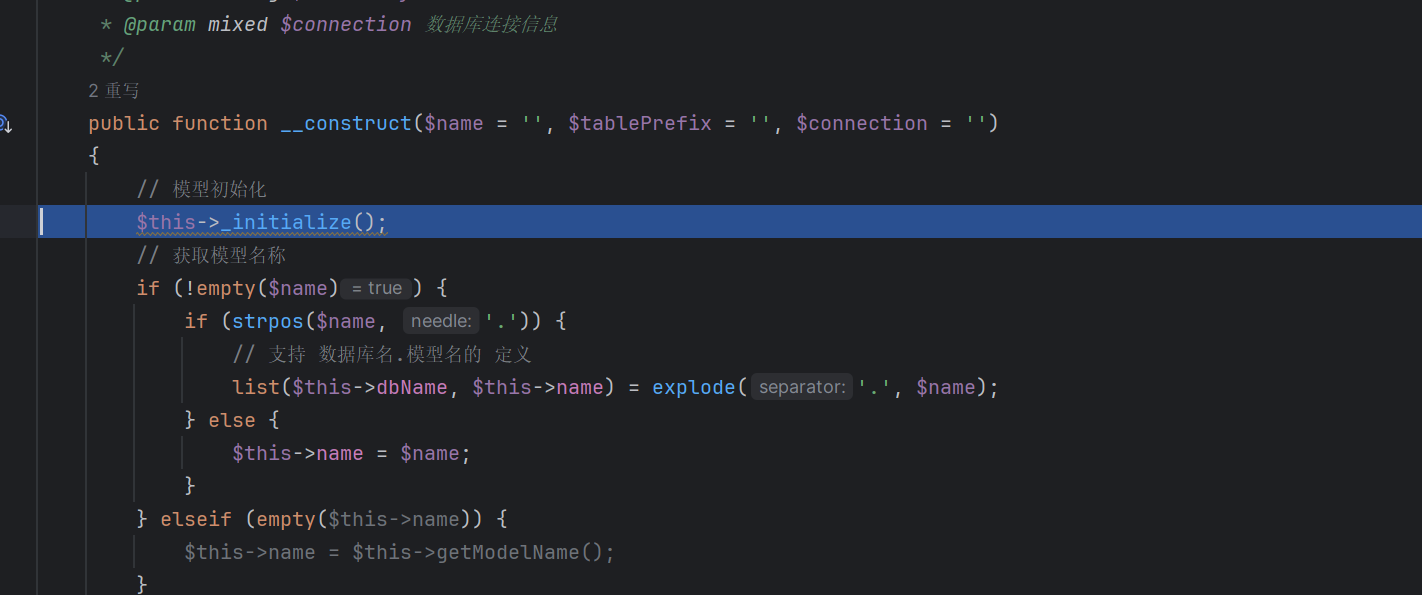 * @param mixed $connection 数据库连接信息
*/
2 重写
public function __construct($name = '', $tablePrefix = '', $connection = '')
{
// 模型初始化
$this->_initialize();
// 获取模型名称
if (!empty($name) = true ) {
if (strpos($name, needle: '.')) {
// 支持 数据库名.模型名的 定义
list($this->dbName, $this->name) = explode( separator: '.', $name);
} else {
$this->name = $name;
}
} elseif (empty($this->name)) {
$this->name = $this->getModelName();
}